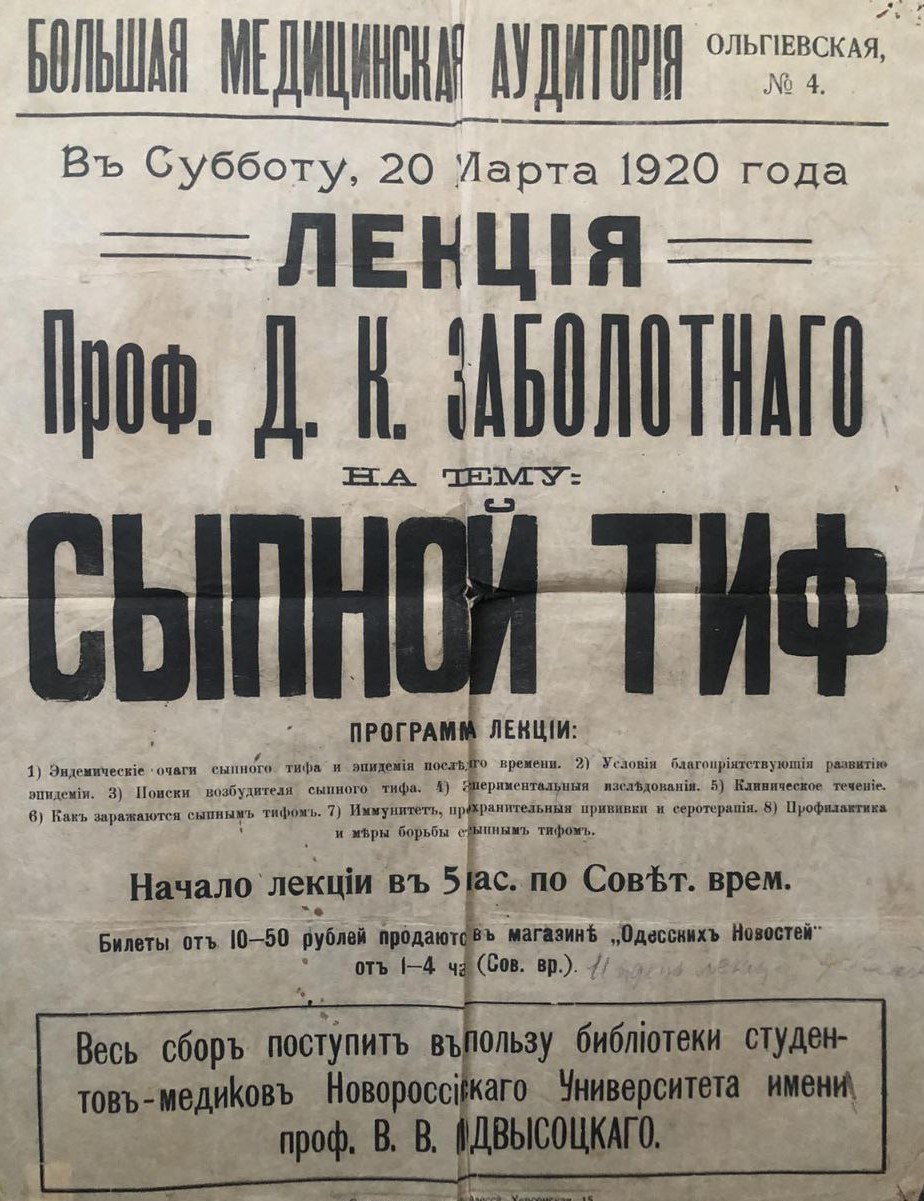 БОЛЬШАЯ МЕДИЦИНСКАЯ АУДИТОРІЯ
ОЛЬГІЕВСКАЯ,
№ 4.
Въ Субботу, 20 Марта 1920 года
ЛЕКЦІЯ
Проф. Д. К. ЗАБОЛОТНАГО
НА ТЕМУ:
СЫПНОЙ ТИФ
ПРОГРАММА ЛЕКЦІИ:
1) Эндемическіе очаги сыпного тифа и эпидемія послѣдняго времени. 2) Условія благопріятствующія развитію
эпидеміи. 3) Поиски возбудителя сыпного тифа. 4) Эпериментальныя изслѣдованія. 5) Клиническое теченіе.
6) Какъ заражаются сыпнымъ тифомъ. 7) Иммунитетъ, предохранительныя прививки и серотерапія. 8) Профилактика
и мѣры борьбы съ сыпнымъ тифомъ.
Начало лекціи въ 5 час. по Совѣт. врем.
Билеты отъ 10—50 рублей продаются въ магазинѣ „Одесскихъ Новостей"
отъ 1—4 час (Сов. вр.).
Весь сборъ поступитъ въ пользу библіотеки студен-
товъ-медиковъ Новороссійскаго Университета имени
проф. В. В. ПОДВЫСОЦКАГО.